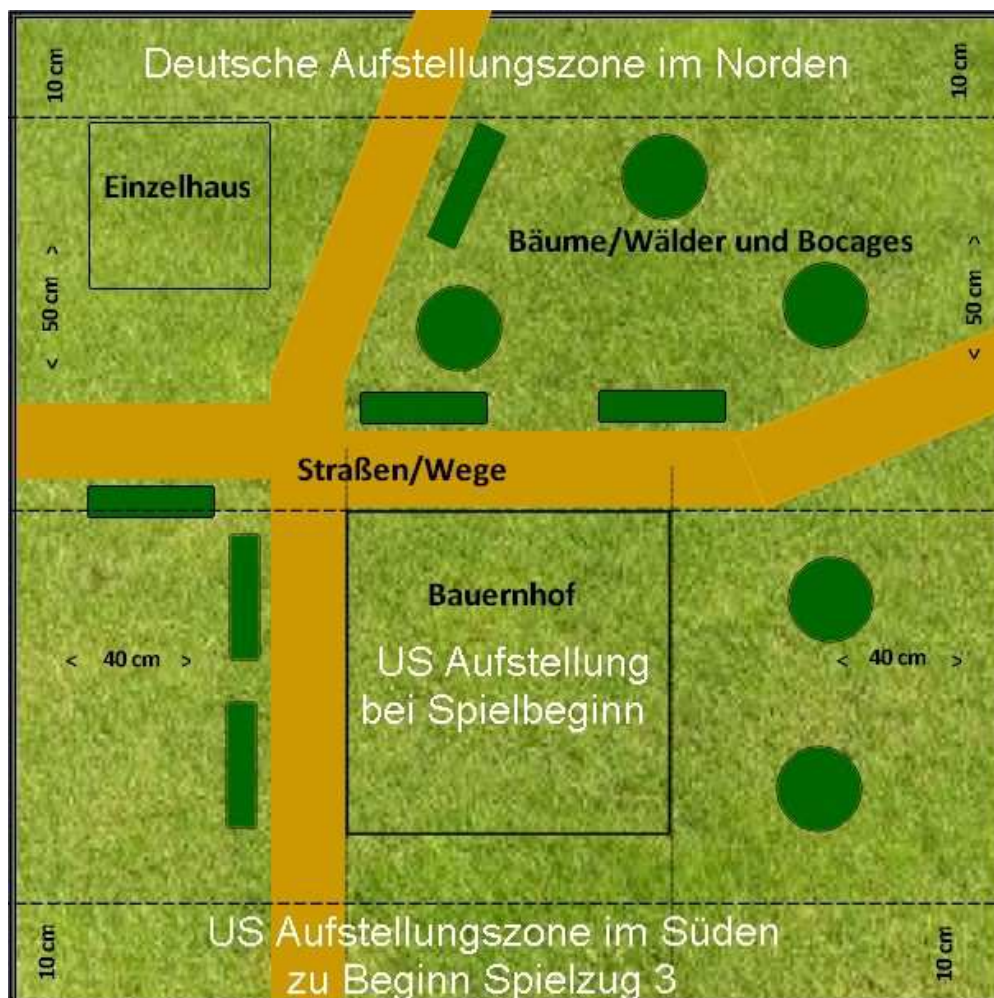 Deutsche Aufstellungszone im Norden
10 cm
10 cm
Einzelhaus
Bäume/Wälder und Bocages
< 50 cm >
< 50 cm >
Straßen/Wege
Bauernhof
< 40 cm >
US Aufstellung
bei Spielbeginn
< 40 cm >
US Aufstellungszone im Süden
zu Beginn Spielzug 3
10 cm
10 cm